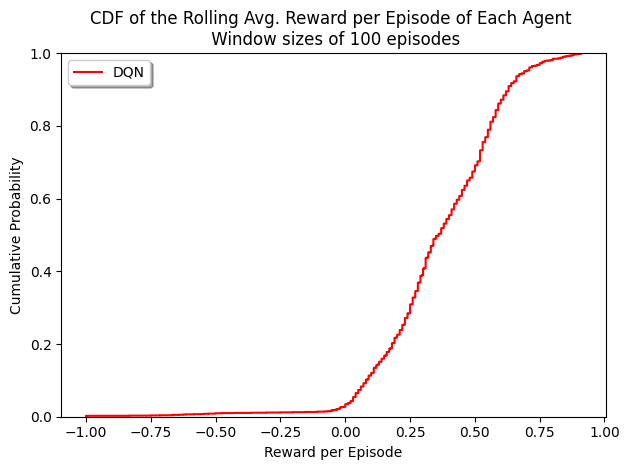 CDF of the Rolling Avg. Reward per Episode of Each Agent
Window sizes of 100 episodes
DQN
Cumulative Probability
1.0
0.8
0.6
0.4
0.2
0.0
−1.00 −0.75 −0.50 −0.25 0.00 0.25 0.50 0.75 1.00
Reward per Episode